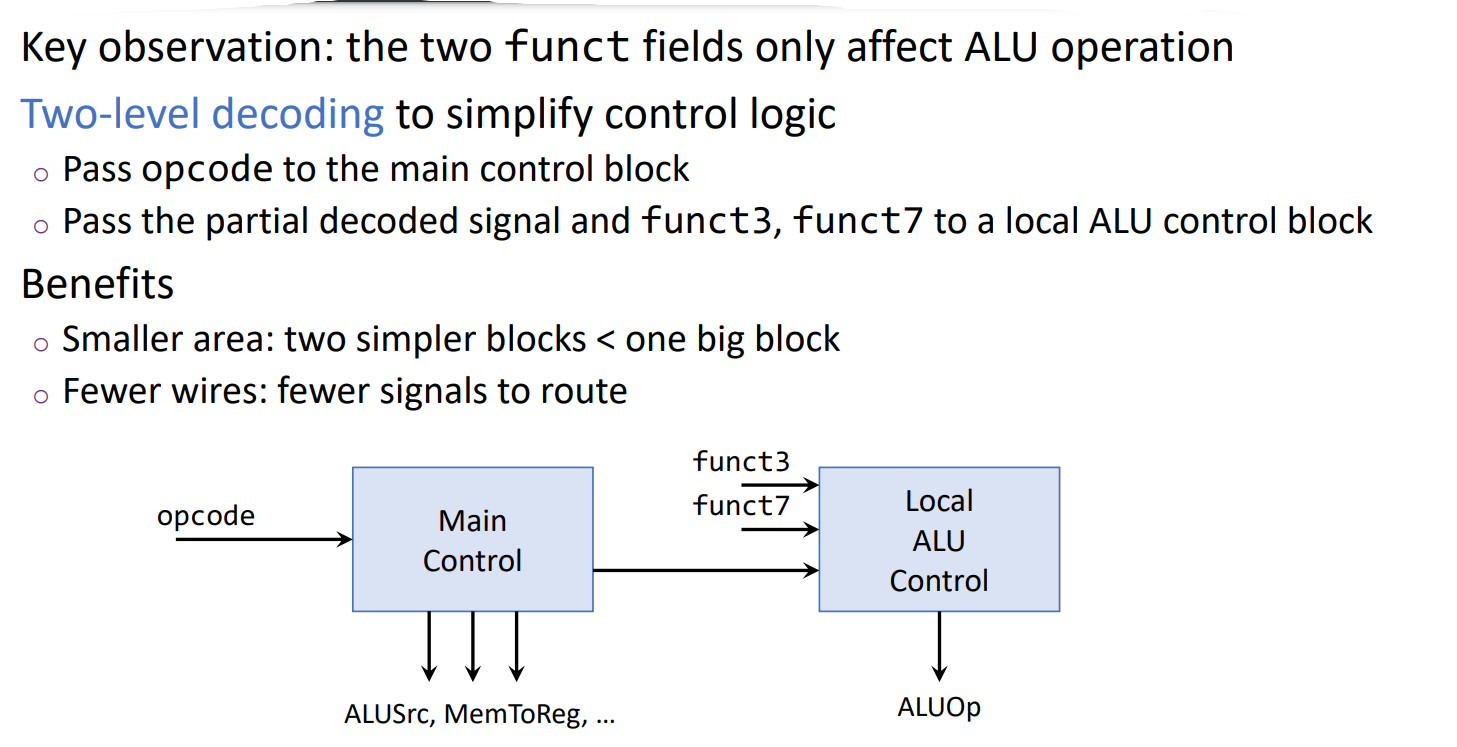 Key observation: the two funct fields only affect ALU operation
Two-level decoding to simplify control logic
○ Pass opcode to the main control block
○ Pass the partial decoded signal and funct3, funct7 to a local ALU control block
Benefits
○ Smaller area: two simpler blocks < one big block
○ Fewer wires: fewer signals to route
opcode
Main
Control
funct3
funct7
Local
ALU
Control
ALUSrc, MemToReg, …
ALUOp